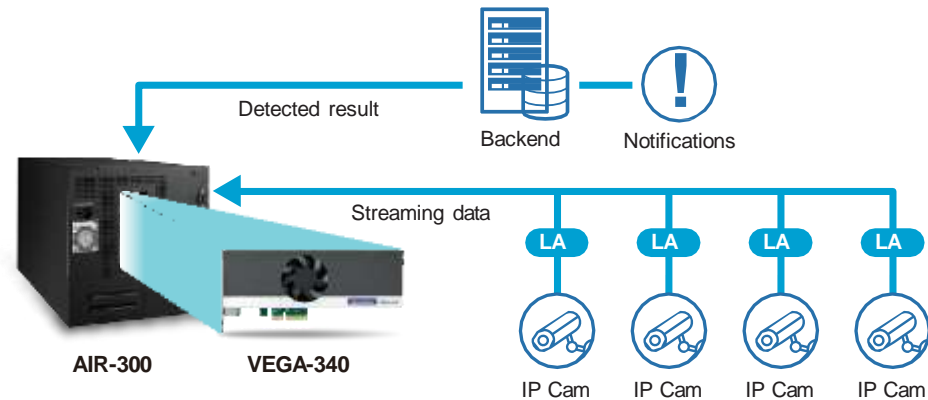 Detected result
Backend
Notifications
Streaming data
LA
LA
LA
LA
AIR-300
VEGA-340
IP Cam
IP Cam
IP Cam
IP Cam